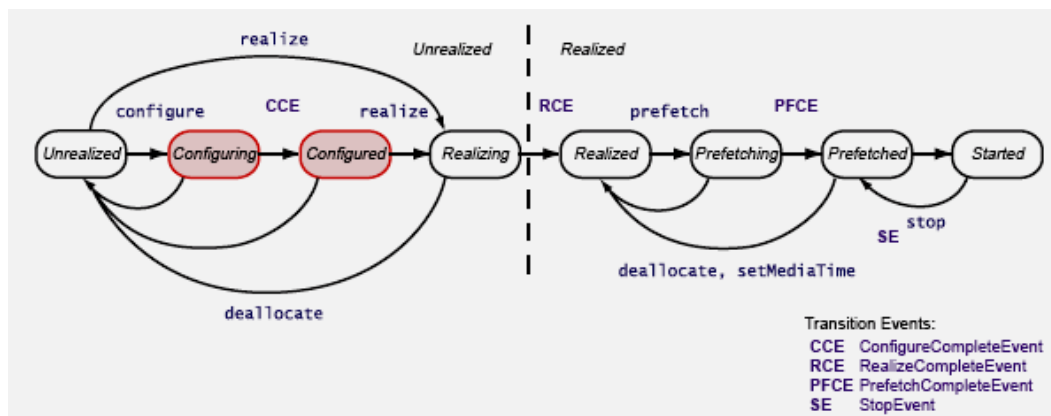 realize
Unrealized
Realized
configure
CCE
realize
RCE
prefetch
PFCE
Unrealized
Configuring
Configured
Realizing
Realized
Prefetching
Prefetched
Started
stop
SE
deallocate, setMediaTime
deallocate
Transition Events:
CCE ConfigureCompleteEvent
RCE RealizeCompleteEvent
PFCE PrefetchCompleteEvent
SE StopEvent